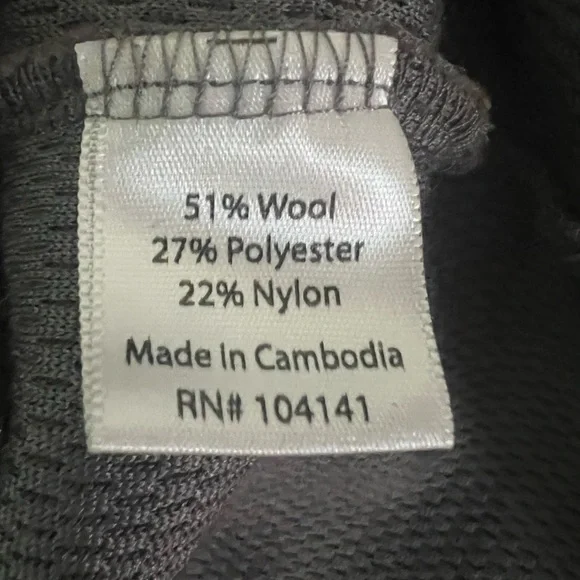 51% Wool
27% Polyester
22% Nylon
Made in Cambodia
RN# 104141